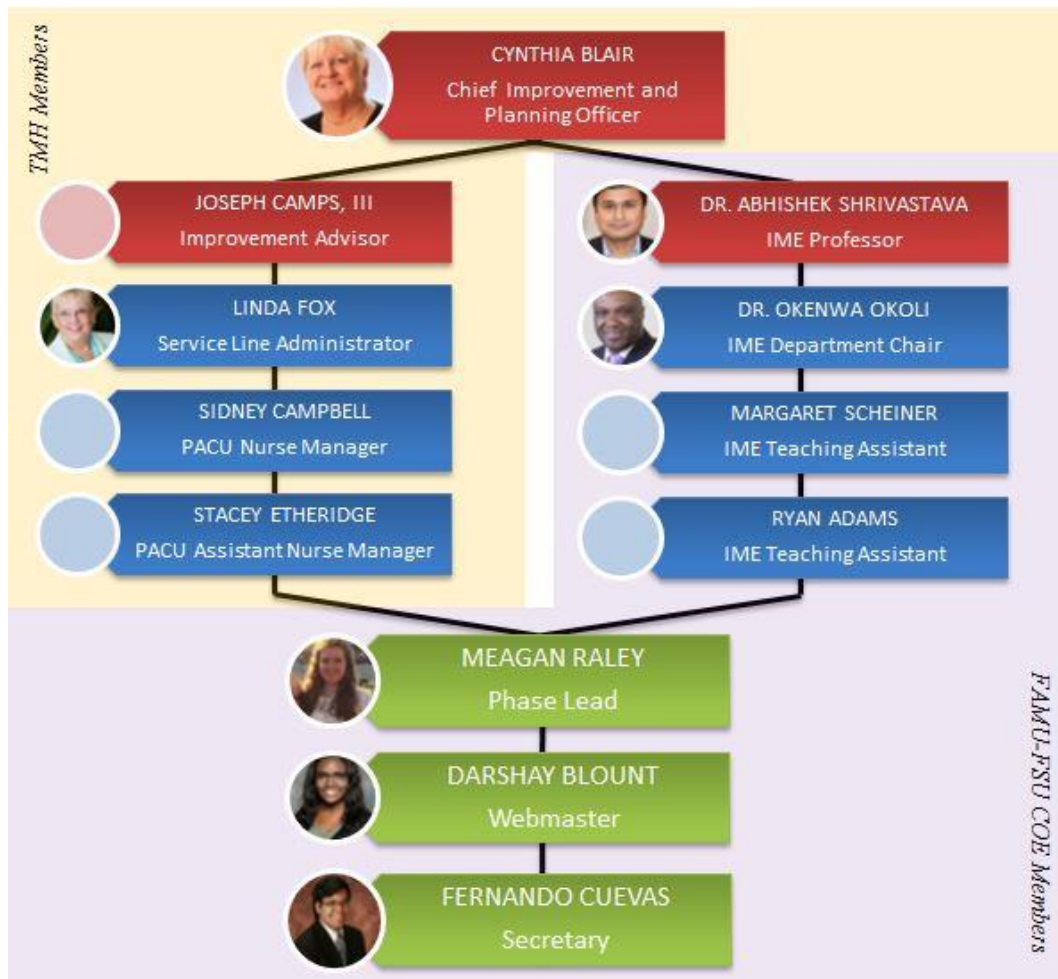 TMH Members
CYNTHIA BLAIR
Chief Improvement and
Planning Officer
JOSEPH CAMPS, III
Improvement Advisor
LINDA FOX
Service Line Administrator
SIDNEY CAMPBELL
PACU Nurse Manager
STACEY ETHERIDGE
PACU Assistant Nurse Manager
DR. ABHISHEK SHRIVASTAVA
IME Professor
DR. OKENWA OKOLI
IME Department Chair
MARGARET SCHEINER
IME Teaching Assistant
RYAN ADAMS
IME Teaching Assistant
MEAGAN RALEY
Phase Lead
DARSHAY BLOUNT
Webmaster
FERNANDO CUEVAS
Secretary
FAMU-FSU COE Members